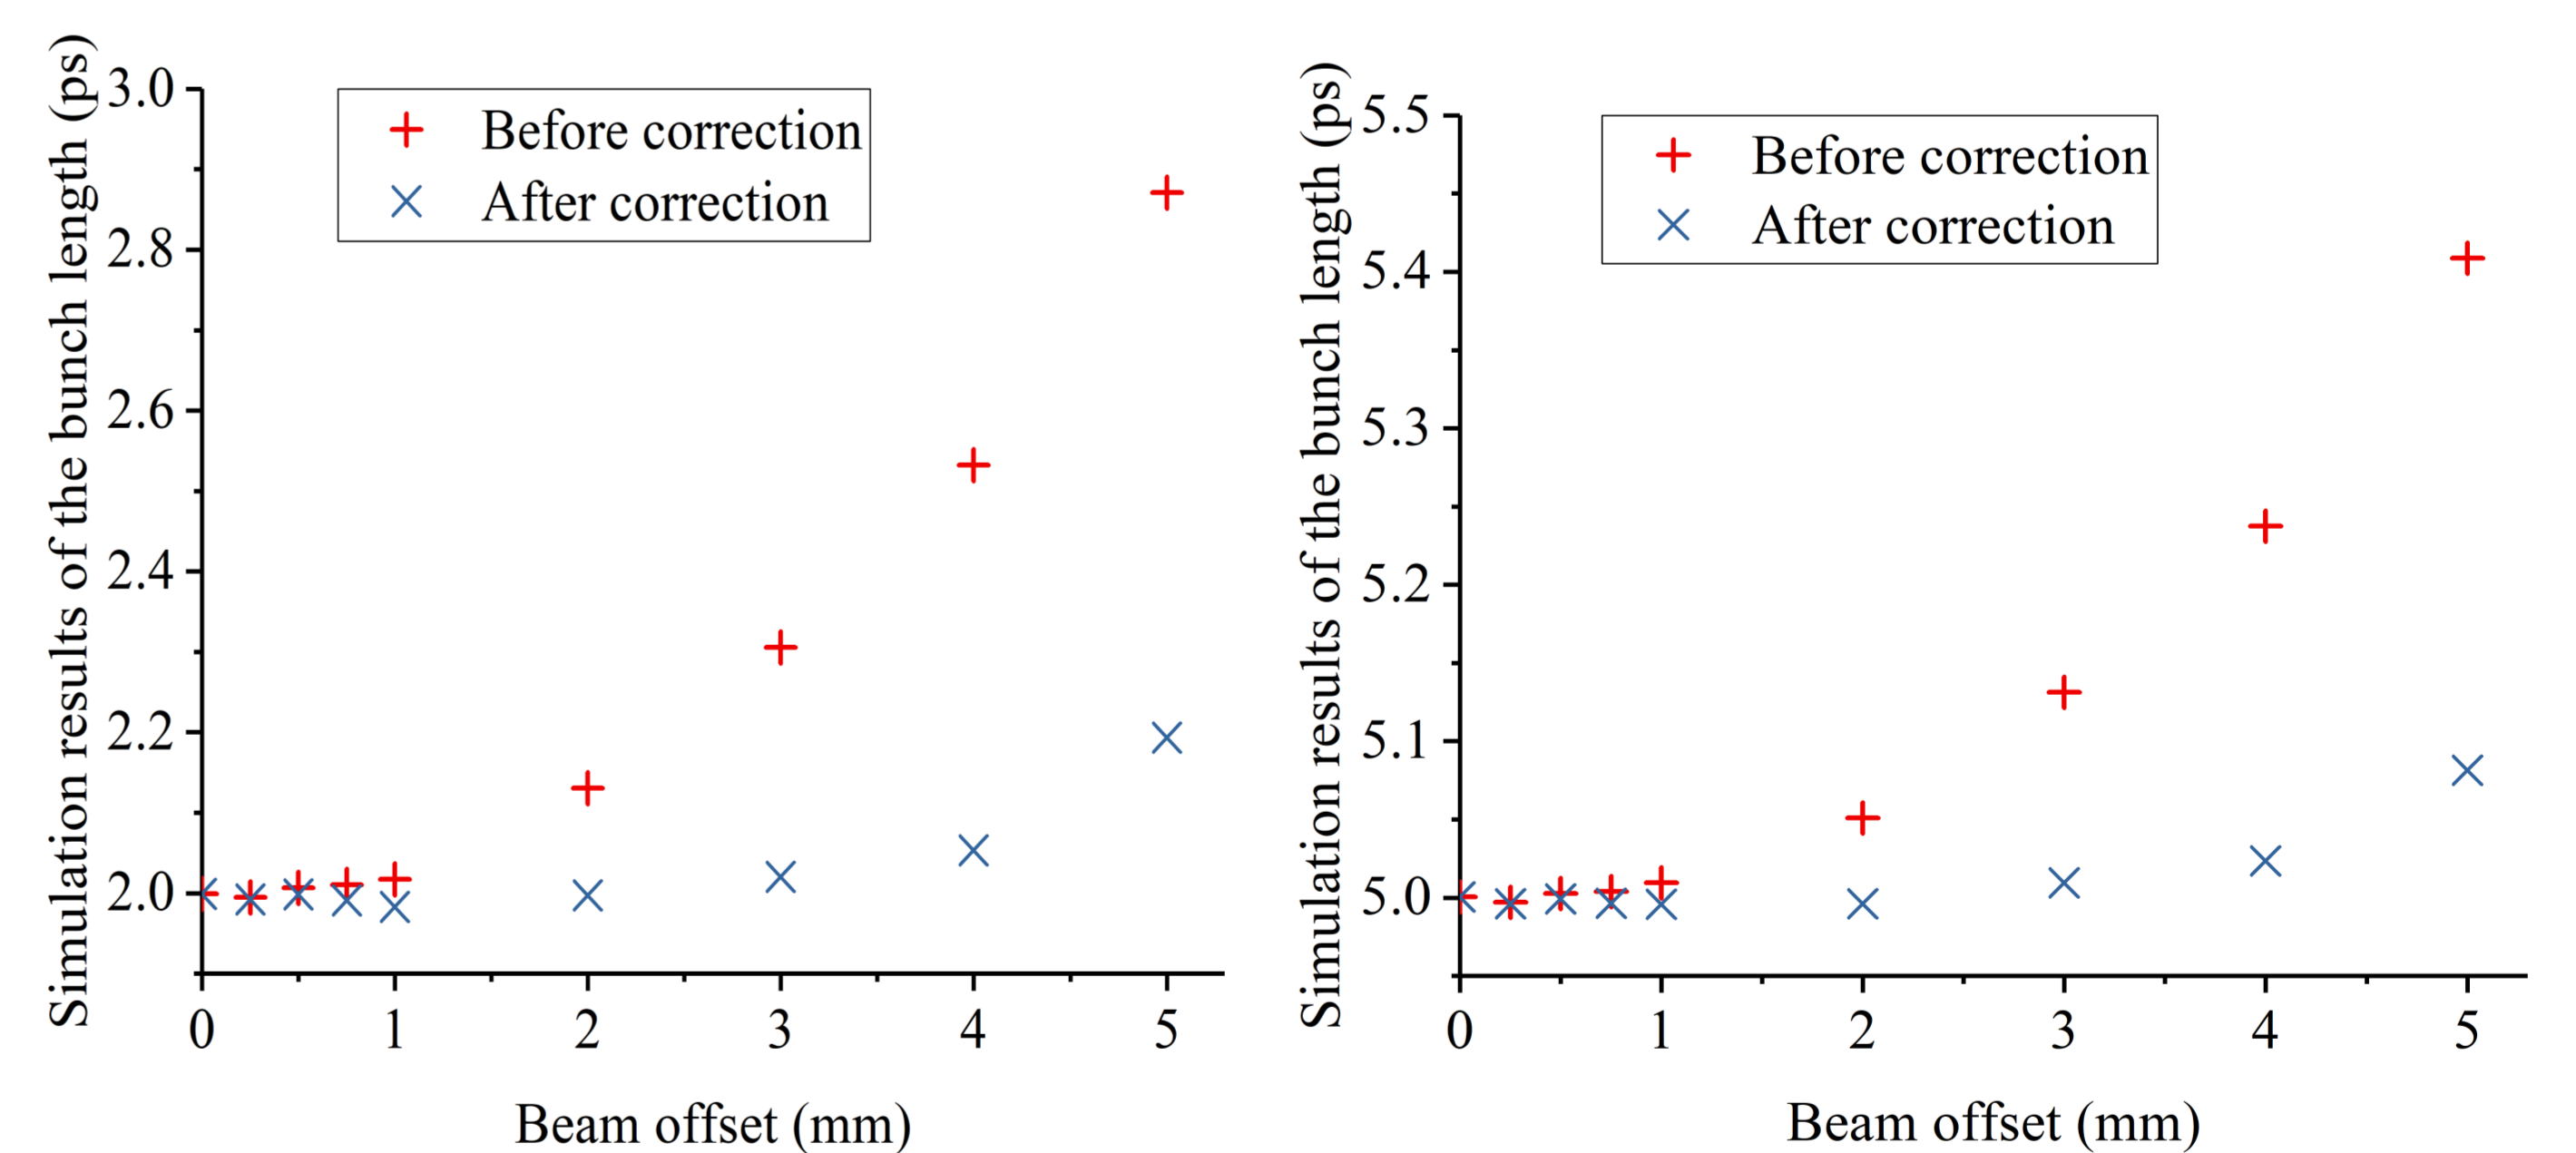 Simulation results of the bunch length (ps)
3.0
2.8
2.6
2.4
2.2
2.0
Before correction
After correction
0 1 2 3 4 5
Beam offset (mm)
Simulation results of the bunch length (ps)
5.5
5.4
5.3
5.2
5.1
5.0
Before correction
After correction
0 1 2 3 4 5
Beam offset (mm)